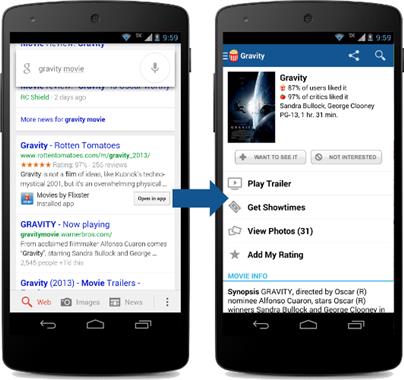 9:59
Movie Review: Gravity
gravity movie
RC Shield - 2 days ago
More news for gravity movie
Gravity - Rotten Tomatoes
www.rottentomatoes.com/m/gravity_2013/
Rating: 97% - 255 reviews
Gravity is a film of ideas, like Kubrick's techno-
mystical 2001, but it's an overwhelming physical ...
Movies by Flixster
Installed app
Open in app
GRAVITY - Now playing
gravitymovie.warnerbros.com/
From acclaimed filmmaker Alfonso Cuaron comes
"Gravity", starring Sandra Bullock and George ...
2,545 people +1'd this
Gravity (2013) - Movie Trailers -
Web
Images
News
9:59
Gravity
Gravity
87% of users liked it
97% of critics liked it
Sandra Bullock, George Clooney
PG-13, 1 hr. 31 min.
WANT TO SEE IT
NOT INTERESTED
Play Trailer
Get Showtimes
View Photos (31)
Add My Rating
MOVIE INFO
Synopsis GRAVITY, directed by Oscar (R)
nominee Alfonso Cuaron, stars Oscar (R)
winners Sandra Bullock and George Clooney in